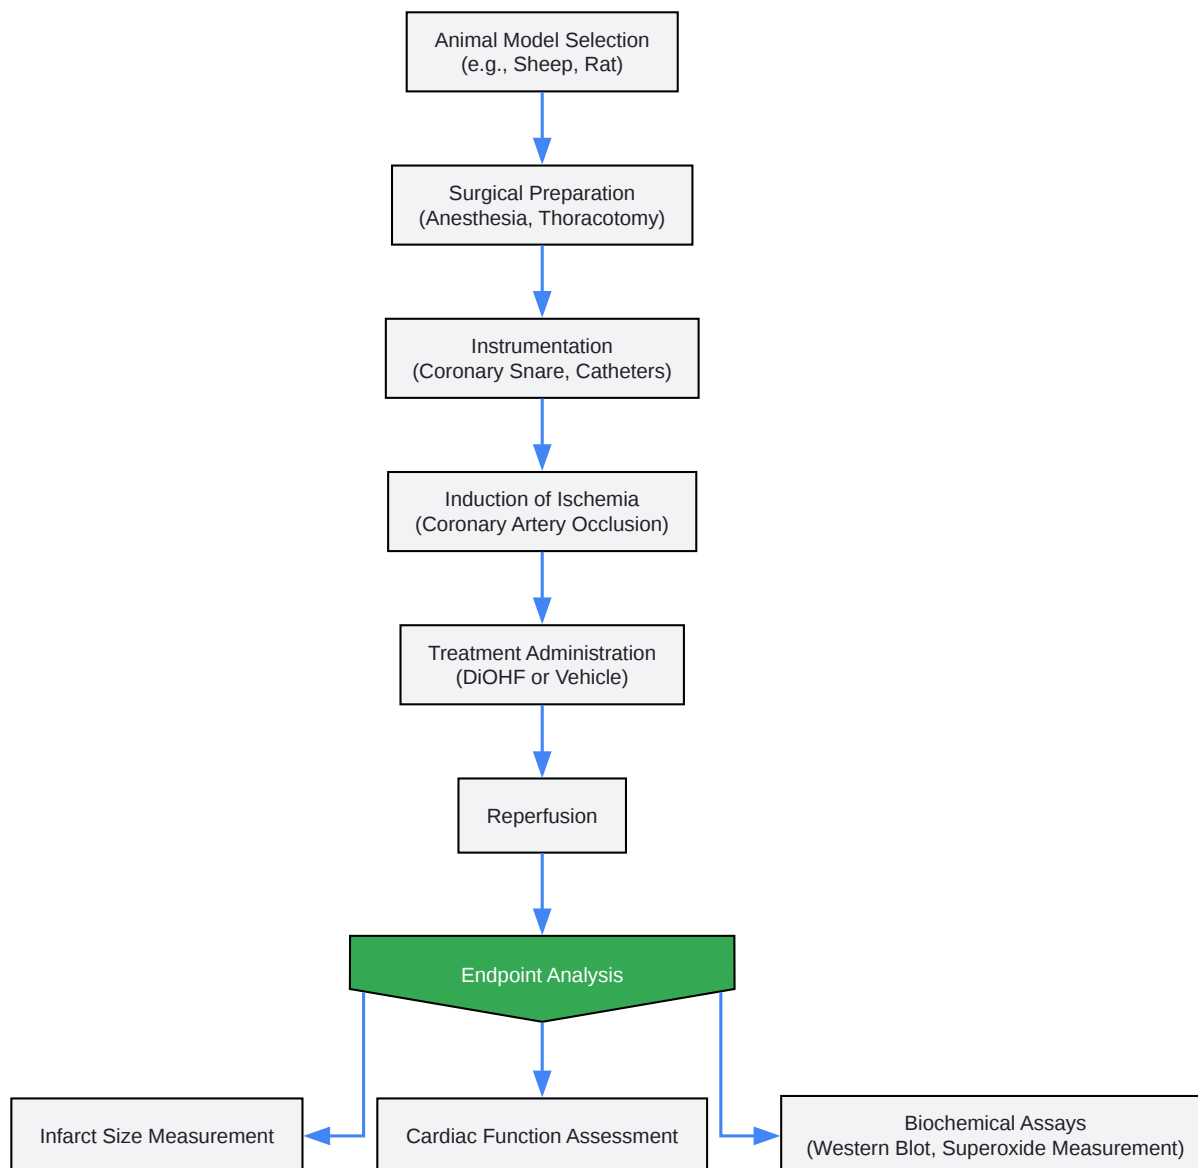 Animal Model Selection
(e.g., Sheep, Rat)
Surgical Preparation
(Anesthesia, Thoracotomy)
Instrumentation
(Coronary Snare, Catheters)
Induction of Ischemia
(Coronary Artery Occlusion)
Treatment Administration
(DiOHF or Vehicle)
Reperfusion
Endpoint Analysis
Infarct Size Measurement
Cardiac Function Assessment
Biochemical Assays
(Western Blot, Superoxide Measurement)